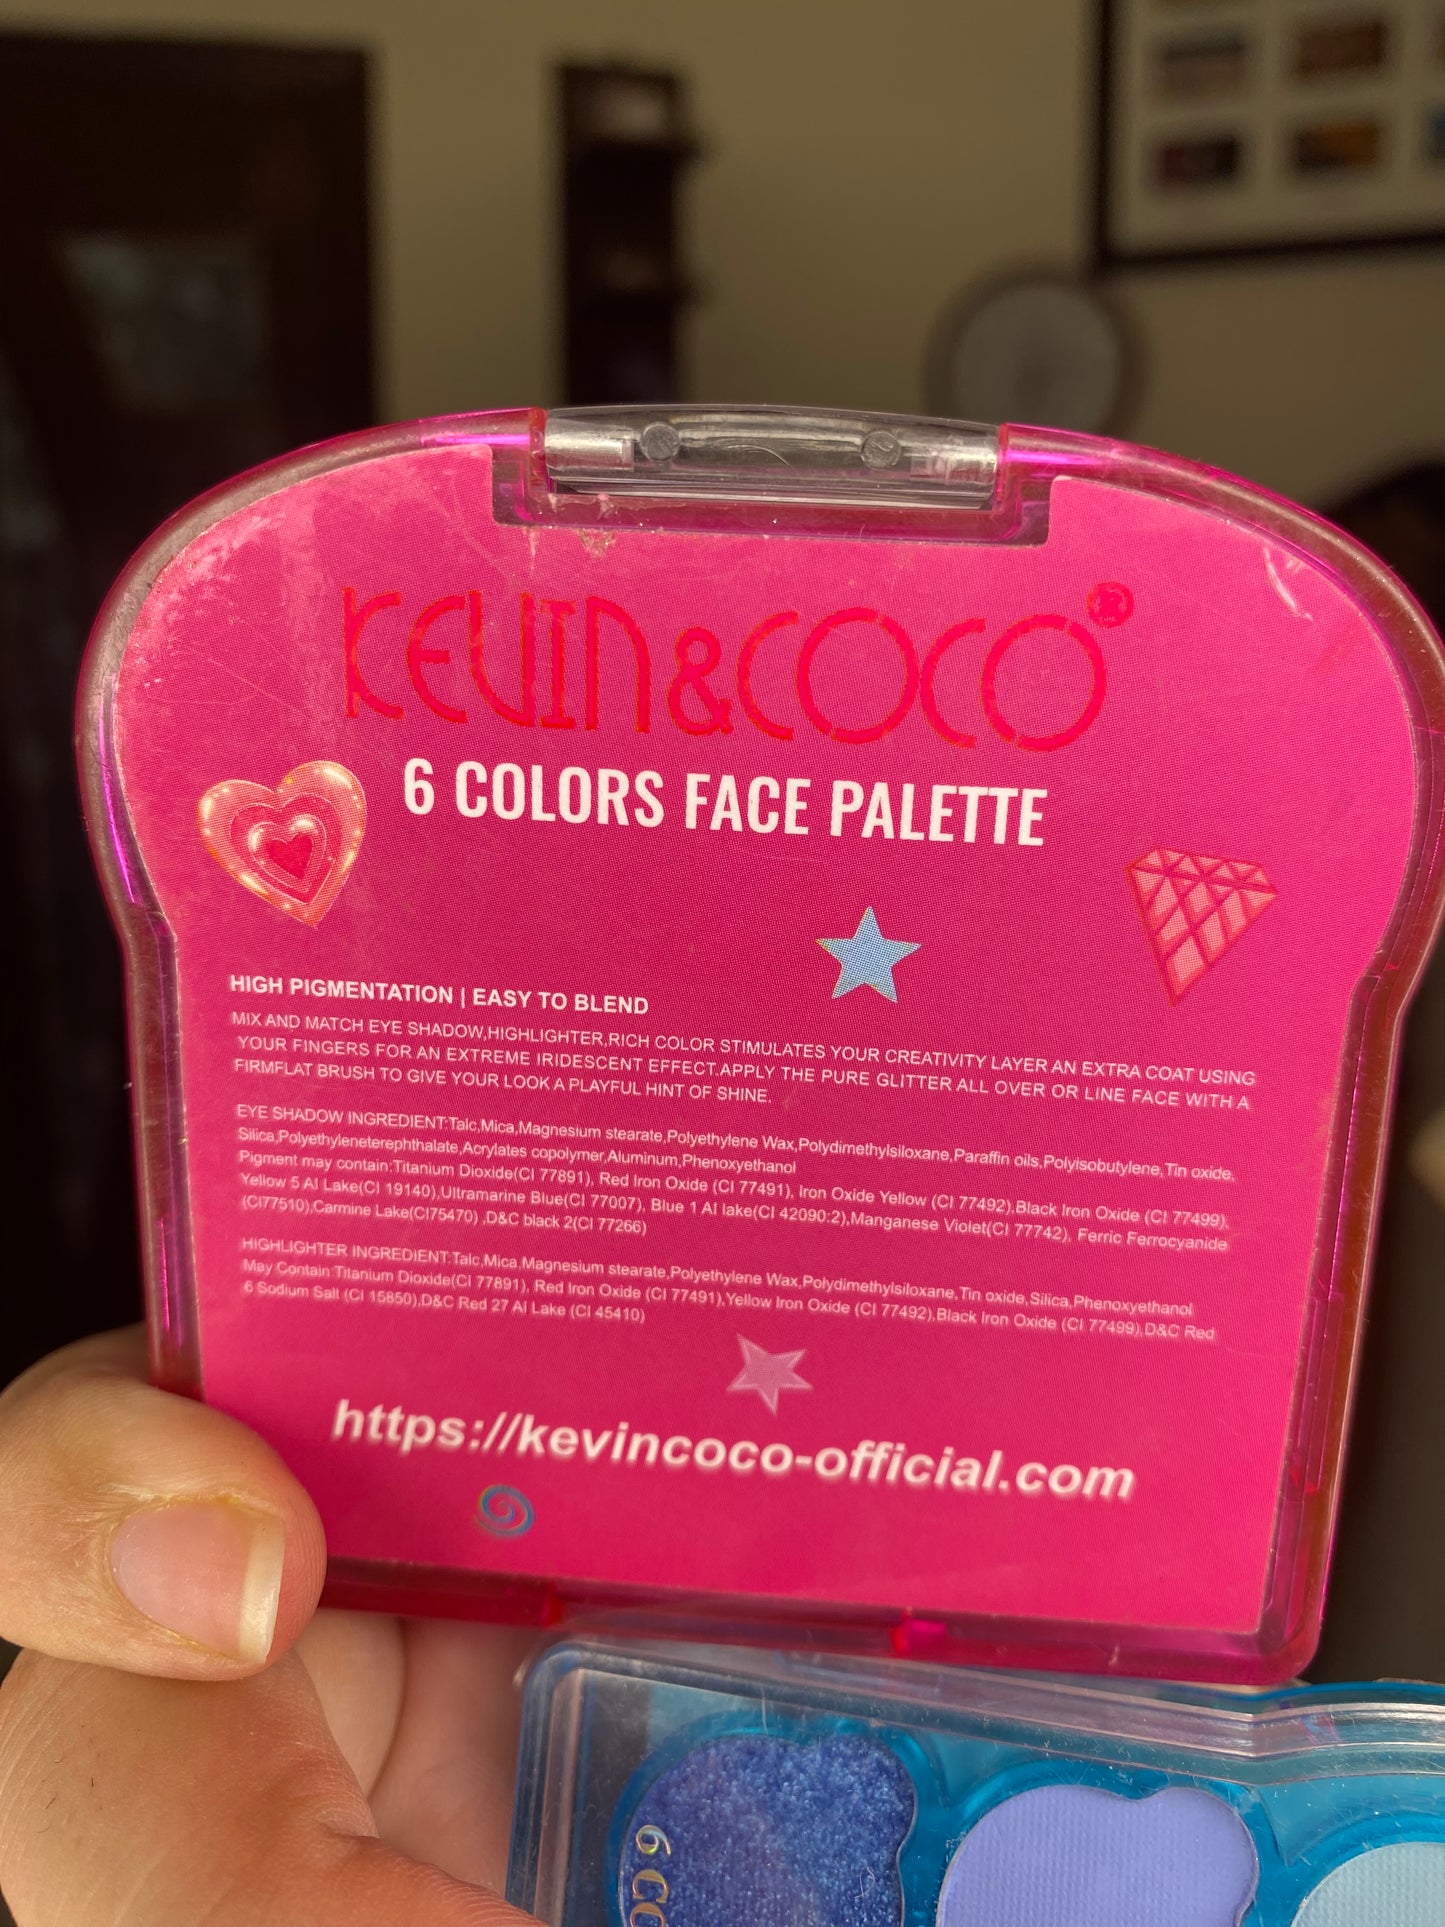 KEVIN&COCO®
6 COLORS FACE PALETTE
HIGH PIGMENTATION | EASY TO BLEND
MIX AND MATCH EYE SHADOW,HIGHLIGHTER,RICH COLOR STIMULATES YOUR CREATIVITY LAYER AN EXTRA COAT USING
YOUR FINGERS FOR AN EXTREME IRIDESCENT EFFECT.APPLY THE PURE GLITTER ALL OVER OR LINE FACE WITH A
FIRMFLAT BRUSH TO GIVE YOUR LOOK A PLAYFUL HINT OF SHINE.
EYE SHADOW INGREDIENT:Talc,Mica,Magnesium stearate,Polyethylene Wax,Polydimethylsiloxane,Paraffin oils,Polyisobutylene,Tin oxide,
Silica,Polyethyleneterephthalate,Acrylates copolymer,Aluminum,Phenoxyethanol
Pigment may contain:Titanium Dioxide(CI 77891), Red Iron Oxide (CI 77491), Iron Oxide Yellow (CI 77492),Black Iron Oxide (CI 77499),
Yellow 5 Al Lake(CI 19140),Ultramarine Blue(CI 77007), Blue 1 Al lake(CI 42090:2),Manganese Violet(CI 77742), Ferric Ferrocyanide
(CI77510),Carmine Lake(CI75470) ,D&C black 2(CI 77266)
HIGHLIGHTER INGREDIENT:Talc,Mica,Magnesium stearate,Polyethylene Wax,Polydimethylsiloxane,Tin oxide,Silica,Phenoxyethanol
May Contain:Titanium Dioxide(CI 77891), Red Iron Oxide (CI 77491),Yellow Iron Oxide (CI 77492),Black Iron Oxide (CI 77499),D&C Red
6 Sodium Salt (CI 15850),D&C Red 27 Al Lake (CI 45410)
https://kevincoco-official.com
6 CO